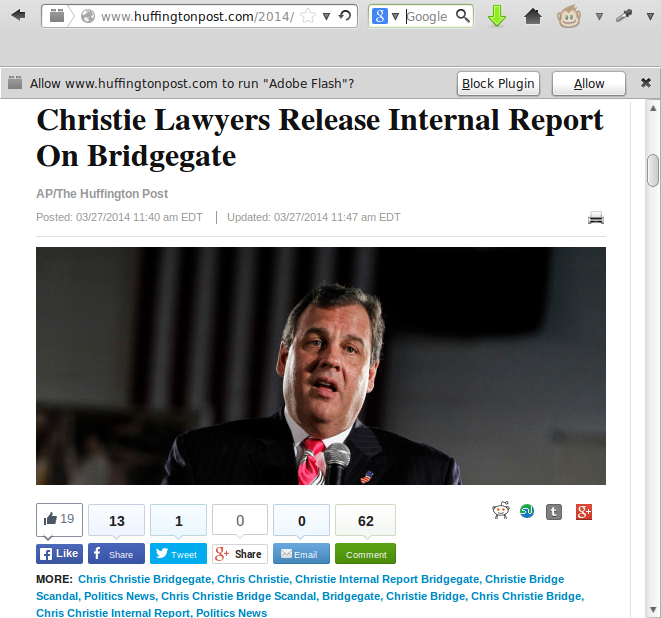 www.huffingtonpost.com/2014/
Google
Allow www.huffingtonpost.com to run "Adobe Flash"?
Block Plugin
Allow
Christie Lawyers Release Internal Report
On Bridgegate
AP/The Huffington Post
Posted: 03/27/2014 11:40 am EDT | Updated: 03/27/2014 11:47 am EDT
19
13
1
0
0
62
Like
Share
Tweet
Share
Email
Comment
MORE: Chris Christie Bridgegate, Chris Christie, Christie Internal Report Bridgegate, Christie Bridge
Scandal, Politics News, Chris Christie Bridge Scandal, Bridgegate, Christie Bridge, Chris Christie Bridge,
Chris Christie Internal Report, Politics News